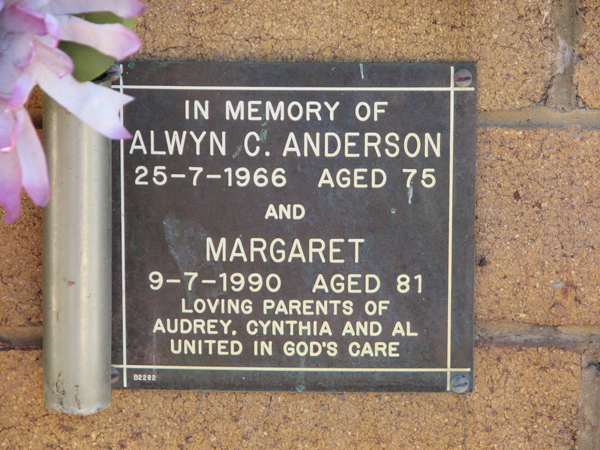 IN MEMORY OF
ALWYN C. ANDERSON
25-7-1966 AGED 75
AND
MARGARET
9-7-1990 AGED 81
LOVING PARENTS OF
AUDREY, CYNTHIA AND AL
UNITED IN GOD'S CARE
B2282